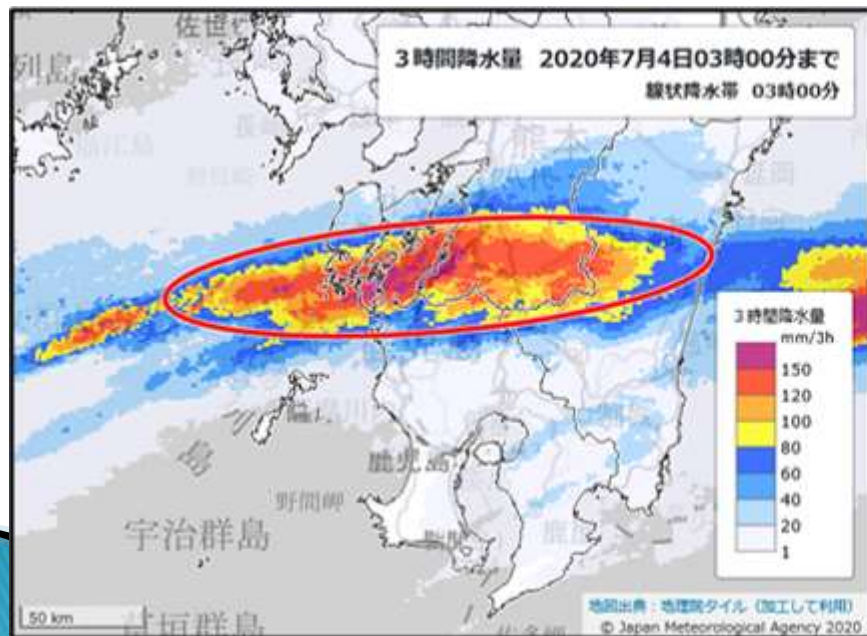 佐世
列島
３時間降水量 2020年7月4日03時00分まで
線状降水帯 03時00分
熊本
八代
３時間降水量
mm/3h
150
120
100
80
60
40
20
1
鹿児島
野間岬
宇治群島
50 km
地図出典：地理院タイル（加工して利用）
© Japan Meteorological Agency 2020